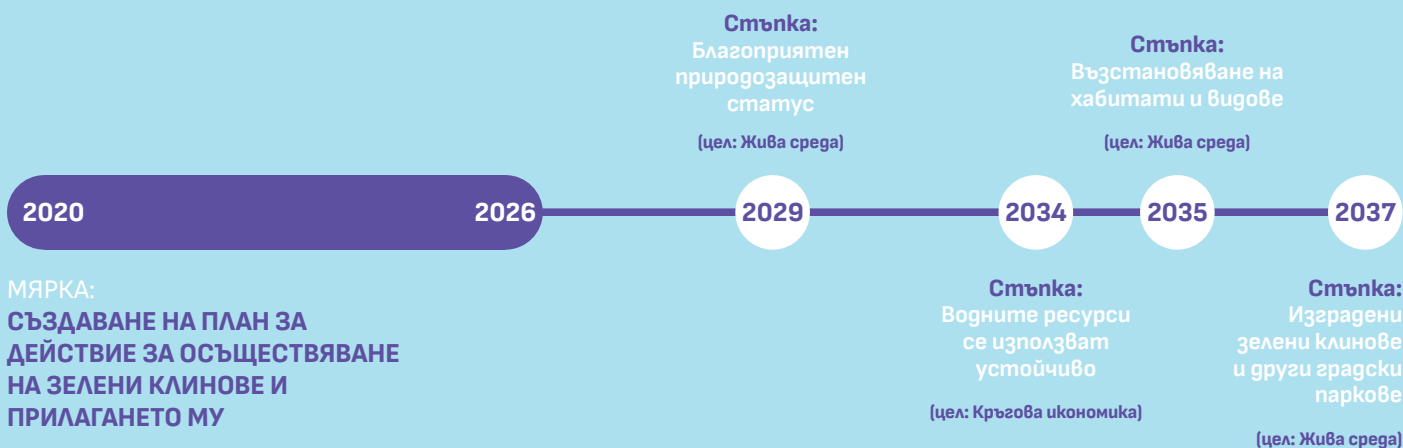 Стъпка:
Благоприятен
природозащитен
статус
(цел: Жива среда)
Стъпка:
Възстановяване на
хабитати и видове
(цел: Жива среда)
2020
2026
2029
2034
2035
2037
МЯРКА:
СЪЗДАВАНЕ НА ПЛАН ЗА
ДЕЙСТВИЕ ЗА ОСЪЩЕСТВЯВАНЕ
НА ЗЕЛЕНИ КЛИНОВЕ И
ПРИЛАГАНЕТО МУ
Стъпка:
Водните ресурси
се използват
устойчиво
(цел: Кръгова икономика)
Стъпка:
Изградени
зелени клинове
и други градски
паркове
(цел: Жива среда)